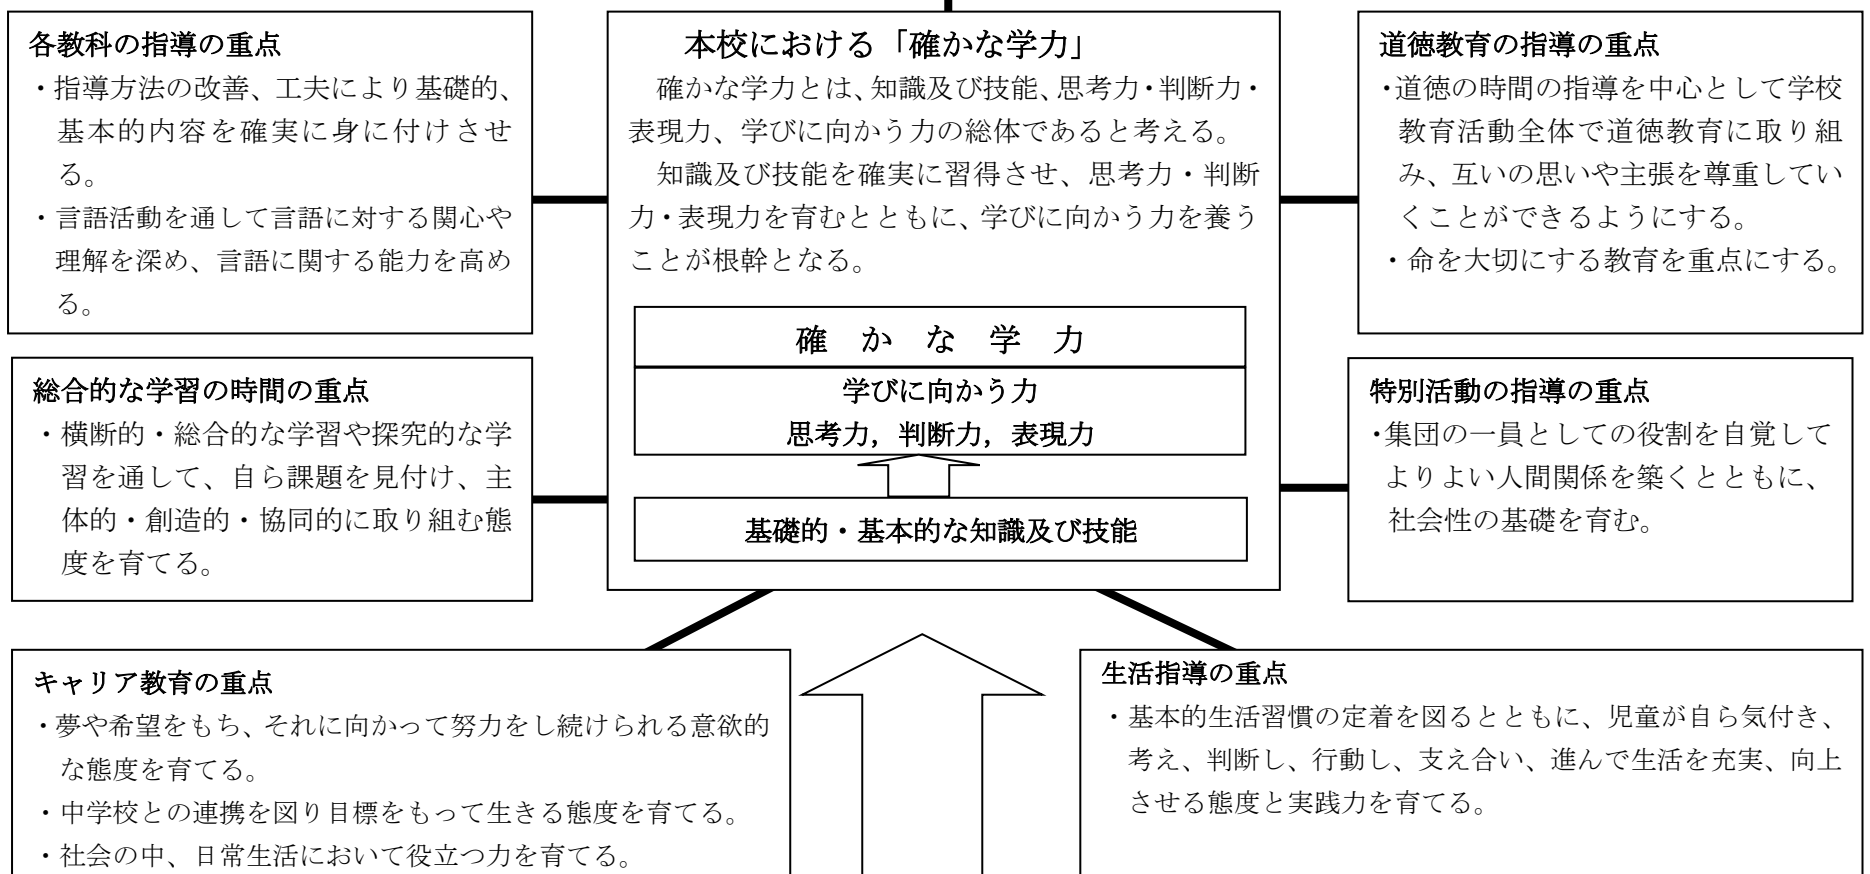 各教科の指導の重点
・指導方法の改善、工夫により基礎的、
基本的内容を確実に身に付けさせ
る。
・言語活動を通して言語に対する関心や
理解を深め、言語に関する能力を高め
る。
総合的な学習の時間の重点
・横断的・総合的な学習や探究的な学
習を通して、自ら課題を見付け、主
体的・創造的・協同的に取り組む態
度を育てる。
本校における「確かな学力」
確かな学力とは、知識及び技能、思考力・判断力・
表現力、学びに向かう力の総体であると考える。
知識及び技能を確実に習得させ、思考力・判断
力・表現力を育むとともに、学びに向かう力を養う
ことが根幹となる。
確 か な 学 力
学びに向かう力
思考力，判断力，表現力
基礎的・基本的な知識及び技能
道徳教育の指導の重点
・道徳の時間の指導を中心として学校
教育活動全体で道徳教育に取り組
み、互いの思いや主張を尊重してい
くことができるようにする。
・命を大切にする教育を重点にする。
特別活動の指導の重点
・集団の一員としての役割を自覚して
よりよい人間関係を築くとともに、
社会性の基礎を育む。
キャリア教育の重点
・夢や希望をもち、それに向かって努力をし続けられる意欲的
な態度を育てる。
・中学校との連携を図り目標をもって生きる態度を育てる。
・社会の中、日常生活において役立つ力を育てる。
生活指導の重点
・基本的生活習慣の定着を図るとともに、児童が自ら気付き、
考え、判断し、行動し、支え合い、進んで生活を充実、向上
させる態度と実践力を育てる。